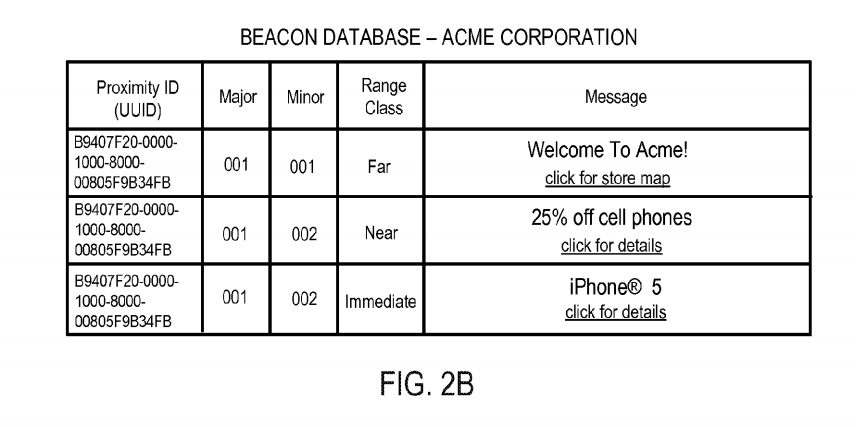 BEACON DATABASE – ACME CORPORATION
Proximity ID (UUID) Major Minor Range Class Message
B9407F20-0000-
1000-8000-
00805F9B34FB
001
001
Far
Welcome To Acme!
click for store map
B9407F20-0000-
1000-8000-
00805F9B34FB
001
002
Near
25% off cell phones
click for details
B9407F20-0000-
1000-8000-
00805F9B34FB
001
002
Immediate
iPhone® 5
click for details
FIG. 2B